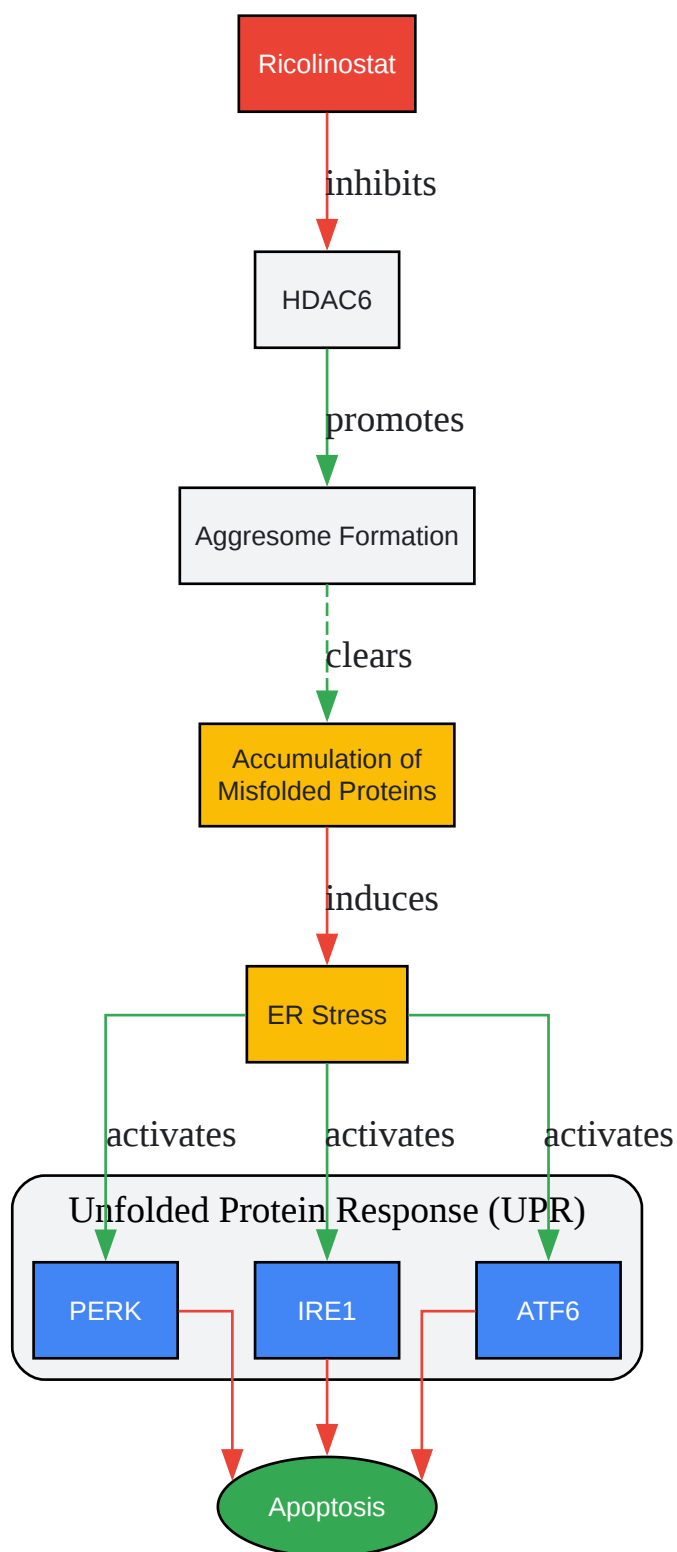 Ricolinostat
inhibits
HDAC6
promotes
Aggresome Formation
clears
Accumulation of
Misfolded Proteins
induces
ER Stress
activates
activates
activates
Unfolded Protein Response (UPR)
PERK
IRE1
ATF6
Apoptosis